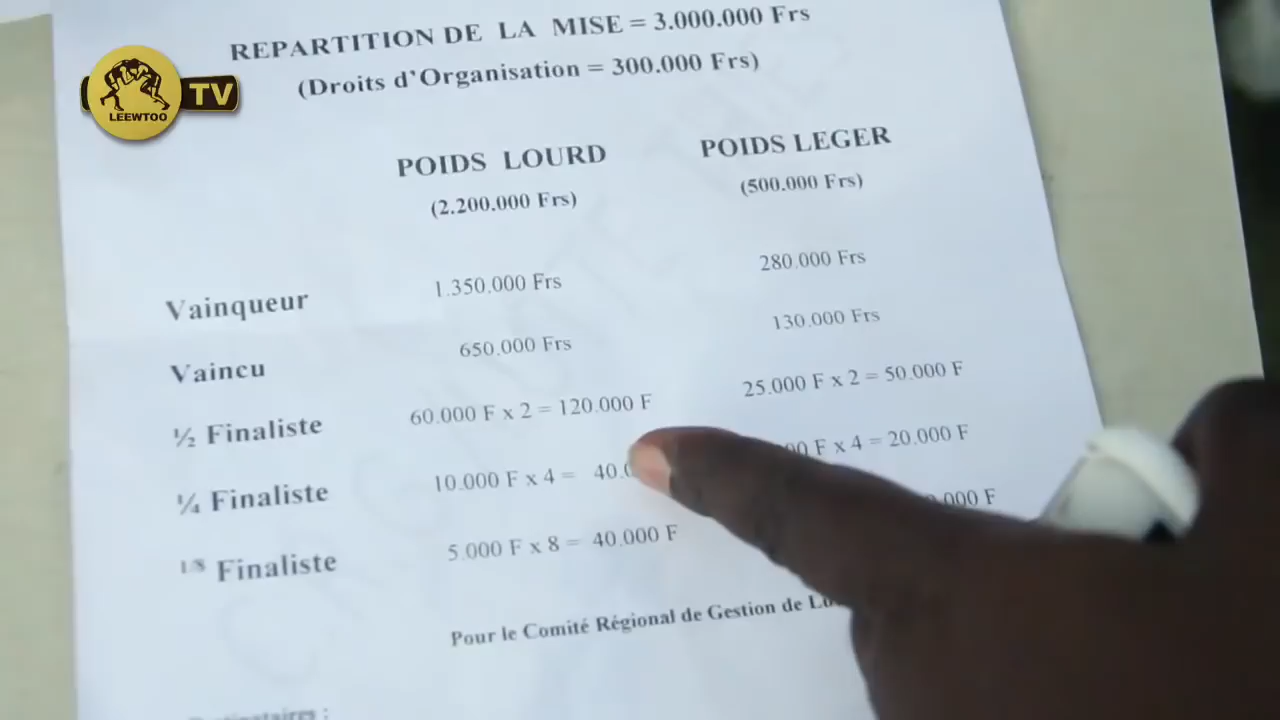 REPARTITION DE LA MISE = 3.000.000 Frs
(Droits d'Organisation = 300.000 Frs)
LEEWTOO TV
POIDS LOURD POIDS LEGER
(2.200.000 Frs) (500.000 Frs)
Vainqueur 1.350.000 Frs 280.000 Frs
Vaincu 650.000 Frs 130.000 Frs
½ Finaliste 60.000 F x 2 = 120.000 F 25.000 F x 2 = 50.000 F
¼ Finaliste 10.000 F x 4 = F x 4 = 20.000 F
1/8 Finaliste 5.000 F x 8 = 40.000 F F
Pour le Comité Régional de Gestion de